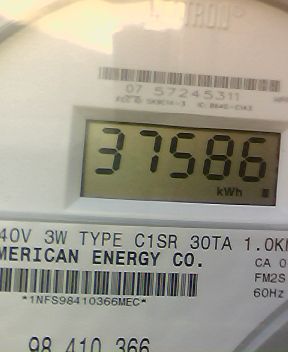 TRON®
07 57245311
37586
kWh
40V 3W TYPE C1SR 30TA 1.0K
MERICAN ENERGY CO.
CA 0
FM2S
*1NFS98410366MEC*
60Hz
98 410 366